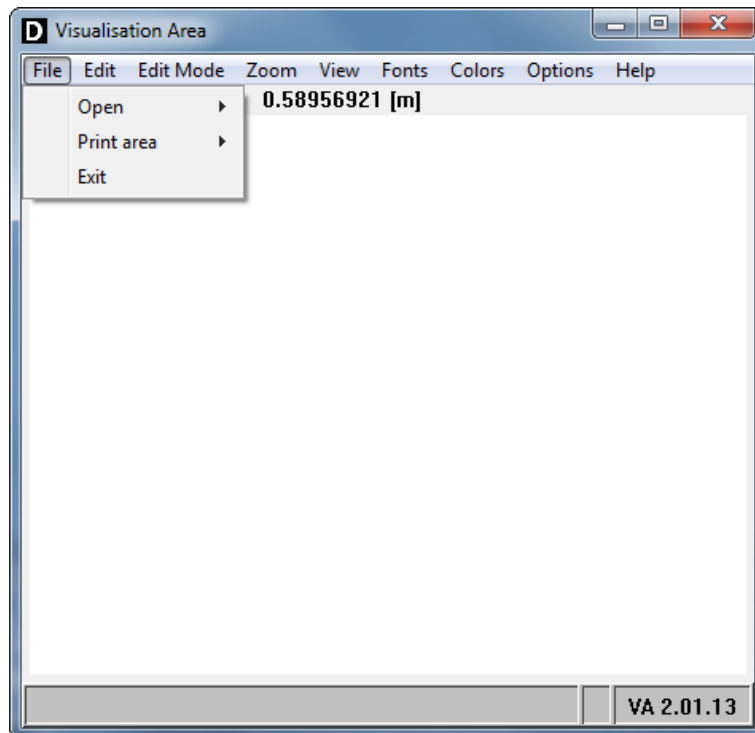 D Visualisation Area
File Edit Edit Mode Zoom View Fonts Colors Options Help
0.58956921 [m]
Open
Print area
Exit
VA 2.01.13